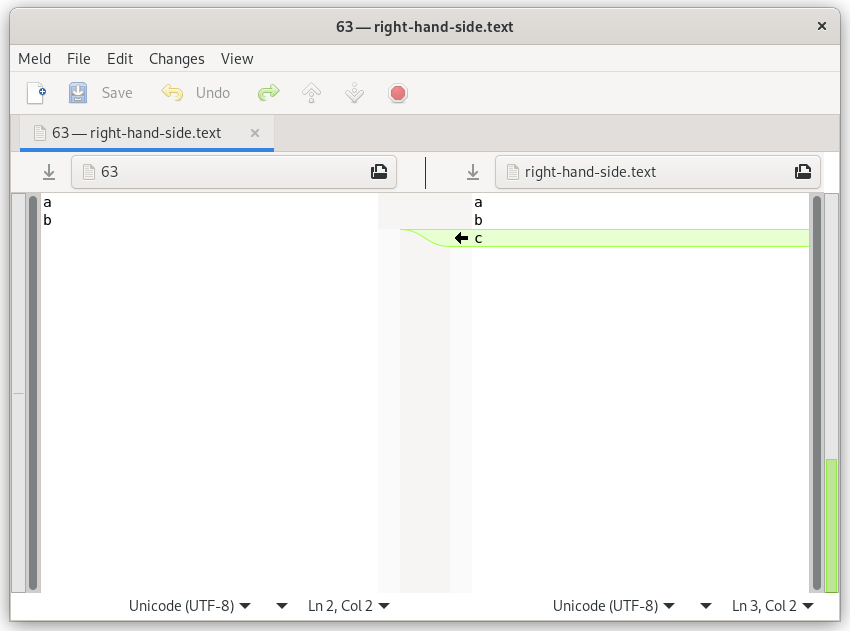 63 — right-hand-side.text
Meld File Edit Changes View
Save Undo
63 — right-hand-side.text
63 right-hand-side.text
a a
b b
c
Unicode (UTF-8) Ln 2, Col 2 Unicode (UTF-8) Ln 3, Col 2